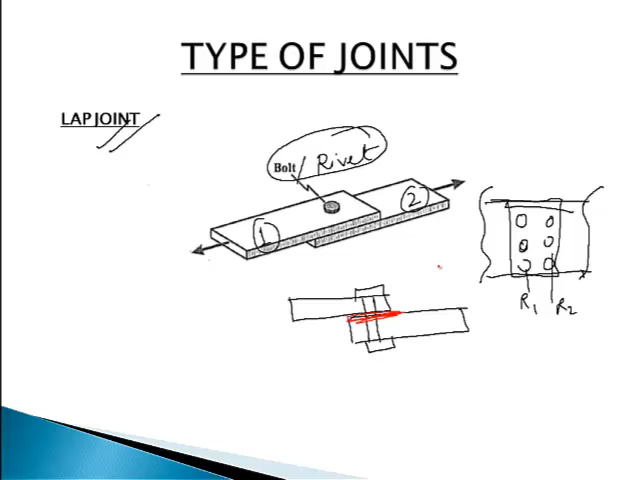 TYPE OF JOINTS
LAP JOINT
Bolt/ Rivet
2
1
R1 R2